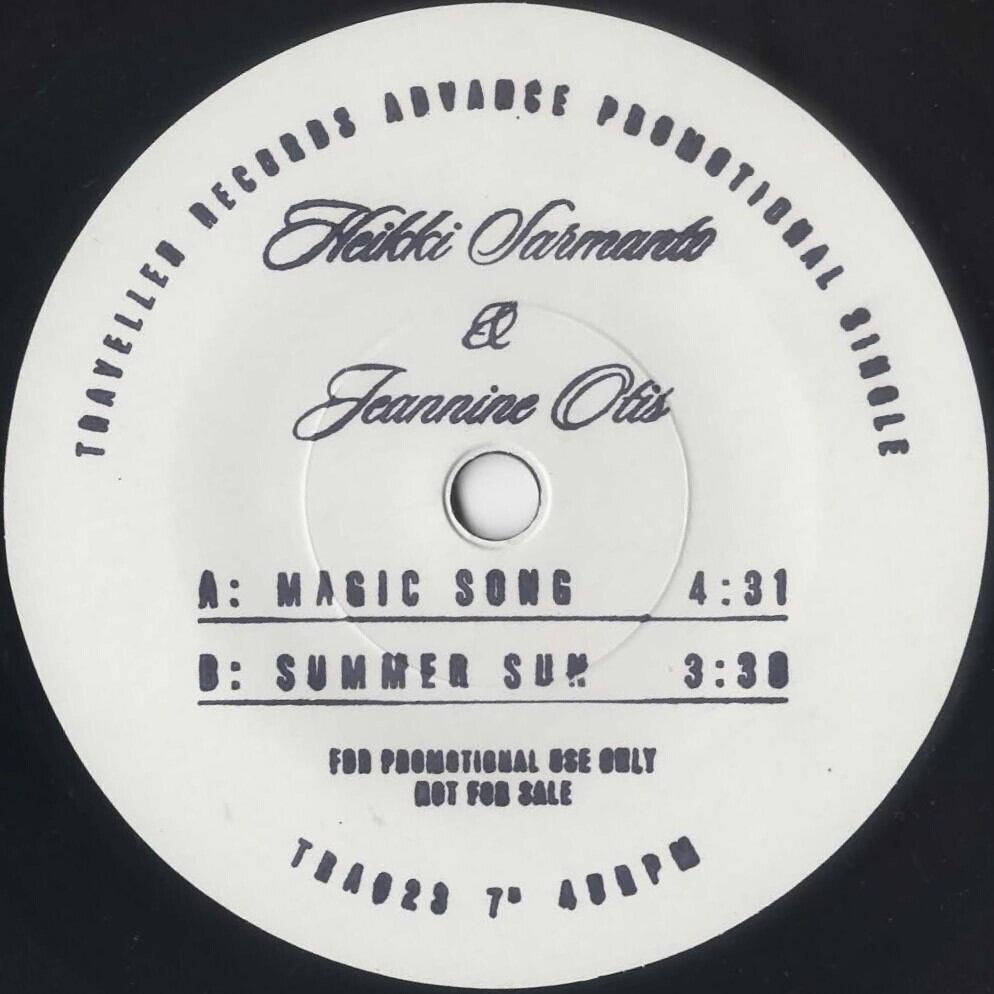 TRAVELLER RECORDS ADVANCE PROMOTIONAL SINGLE
Heikki Sarmanto
&
Jeannine Otis
A: MAGIC SONG 4:31
B: SUMMER SUN 3:38
FOR PROMOTIONAL USE ONLY
NOT FOR SALE
TRA023 7" 45RPM